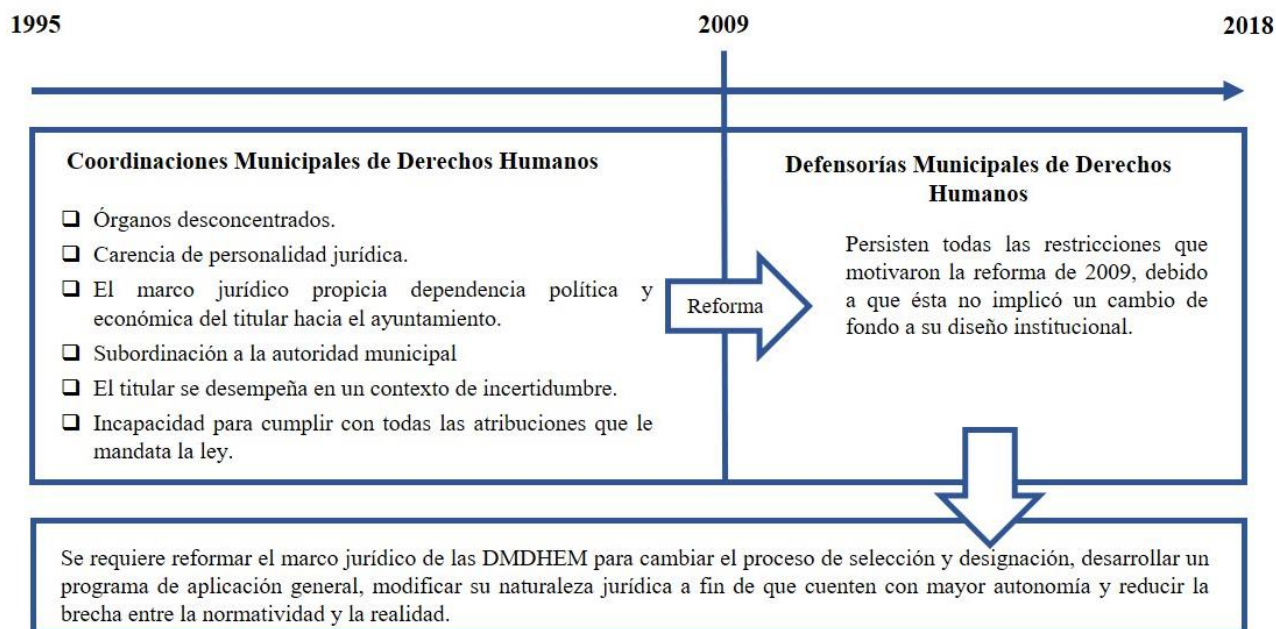 1995
2009
2018
Coordinaciones Municipales de Derechos Humanos
Órganos desconcentrados.
Carencia de personalidad jurídica.
El marco jurídico propicia dependencia política y
económica del titular hacia el ayuntamiento.
Subordinación a la autoridad municipal
El titular se desempeña en un contexto de incertidumbre.
Incapacidad para cumplir con todas las atribuciones que le
mandata la ley.
Reforma
Defensorías Municipales de Derechos
Humanos
Persisten todas las restricciones que
motivaron la reforma de 2009, debido
a que ésta no implicó un cambio de
fondo a su diseño institucional.
Se requiere reformar el marco jurídico de las DMDHEM para cambiar el proceso de selección y designación, desarrollar un
programa de aplicación general, modificar su naturaleza jurídica a fin de que cuenten con mayor autonomía y reducir la
brecha entre la normatividad y la realidad.